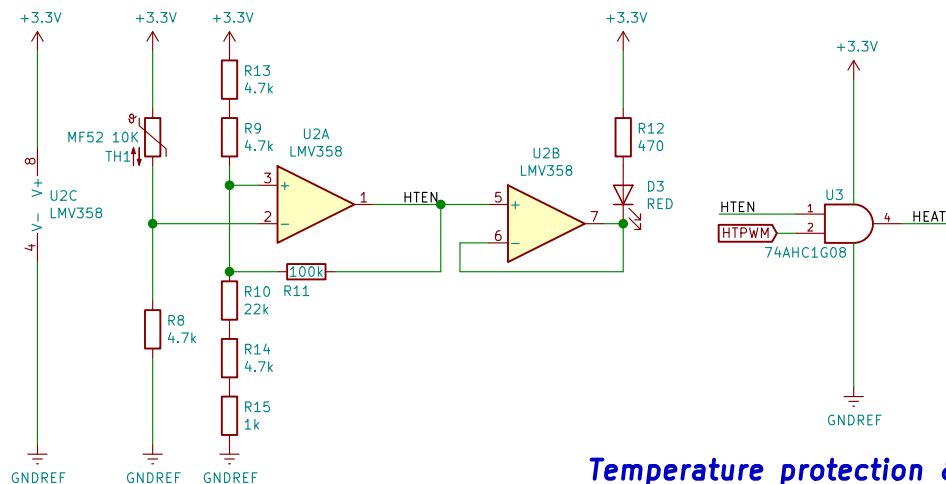 +3.3V
+3.3V
+3.3V
+3.3V
+3.3V
R13
4.7k
R9
4.7k
ϑ
MF52 10K
TH1
8
V+
U2C
LMV358
V-
4
U2A
LMV358
3
+
2
−
1
HTEN
U2B
LMV358
5
+
6
−
7
R12
470
D3
RED
U3
HTEN
1
HTPWM
2
4
HEAT
74AHC1G08
100k
R11
R10
22k
R8
4.7k
R14
4.7k
R15
1k
GNDREF
GNDREF
GNDREF
GNDREF
Temperature protection a